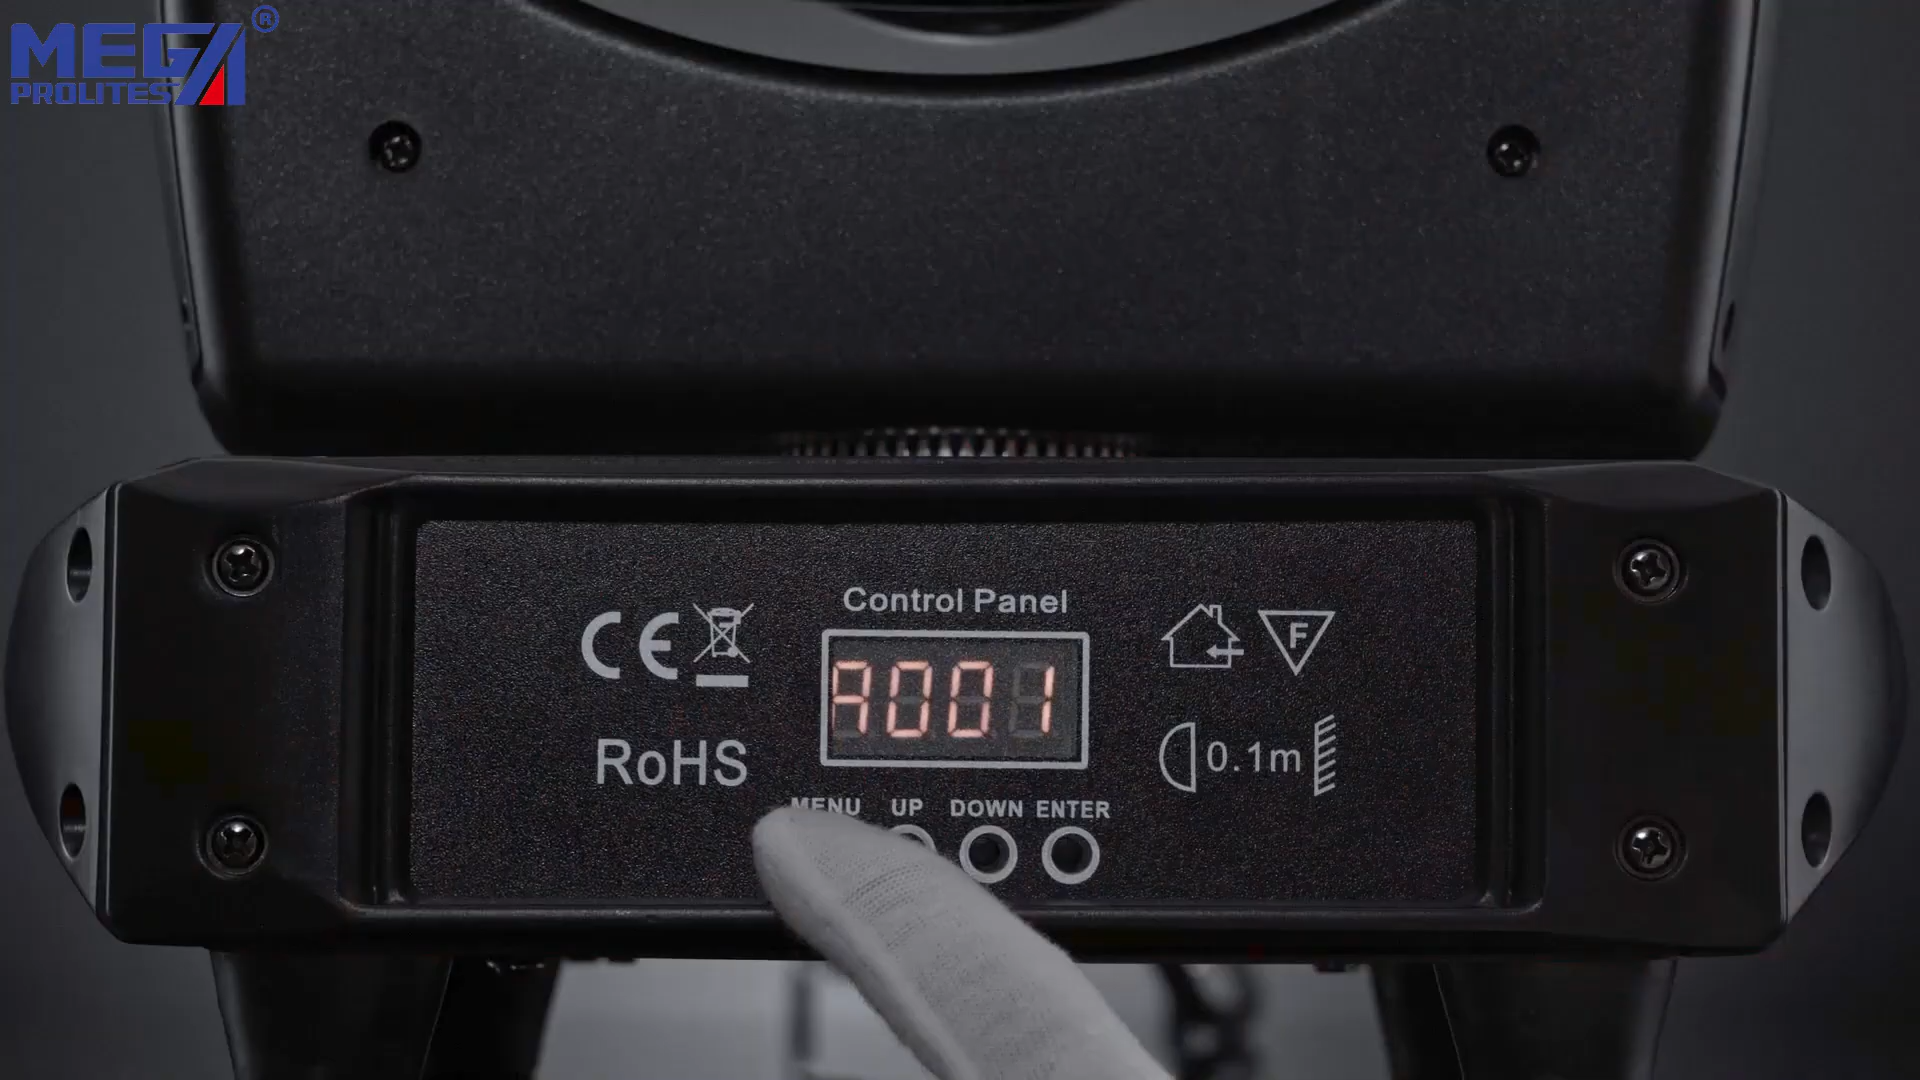 MEGA®
PROLITES
Control Panel
CE
A001
F
RoHS
0.1m
MENU UP DOWN ENTER